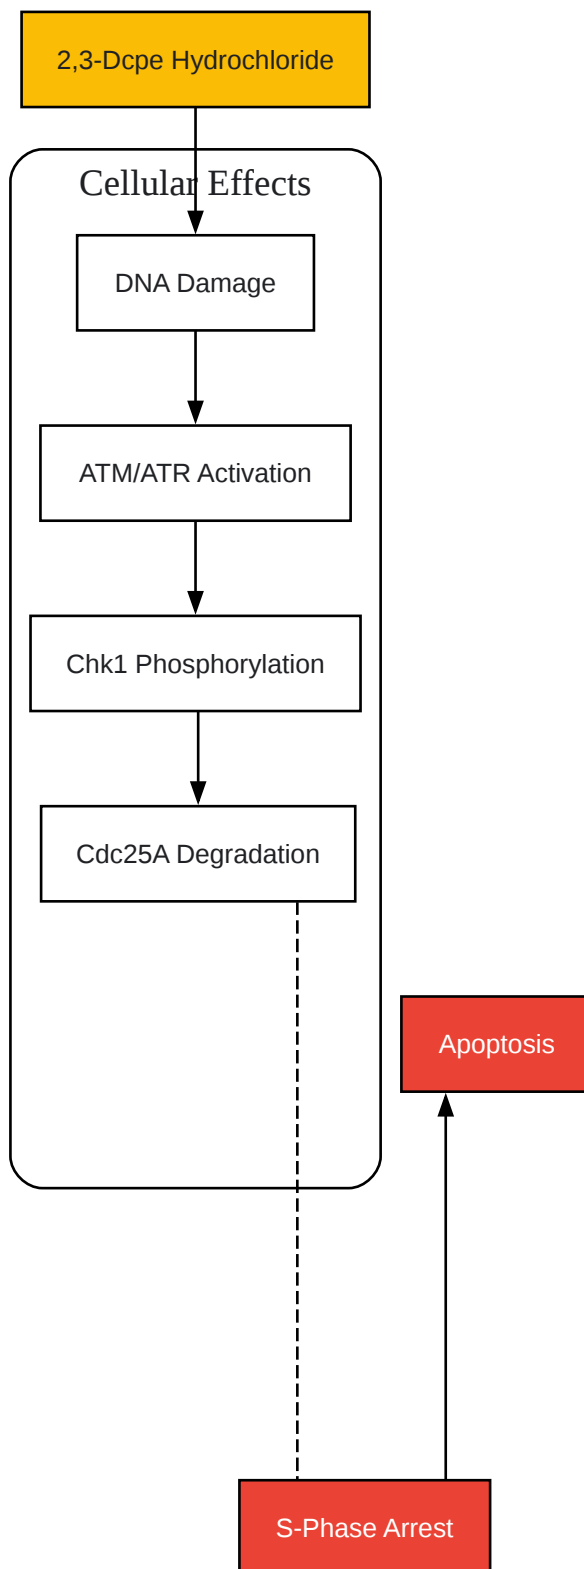 2,3-Dcpe Hydrochloride
Cellular Effects
DNA Damage
ATM/ATR Activation
Chk1 Phosphorylation
Cdc25A Degradation
Apoptosis
S-Phase Arrest